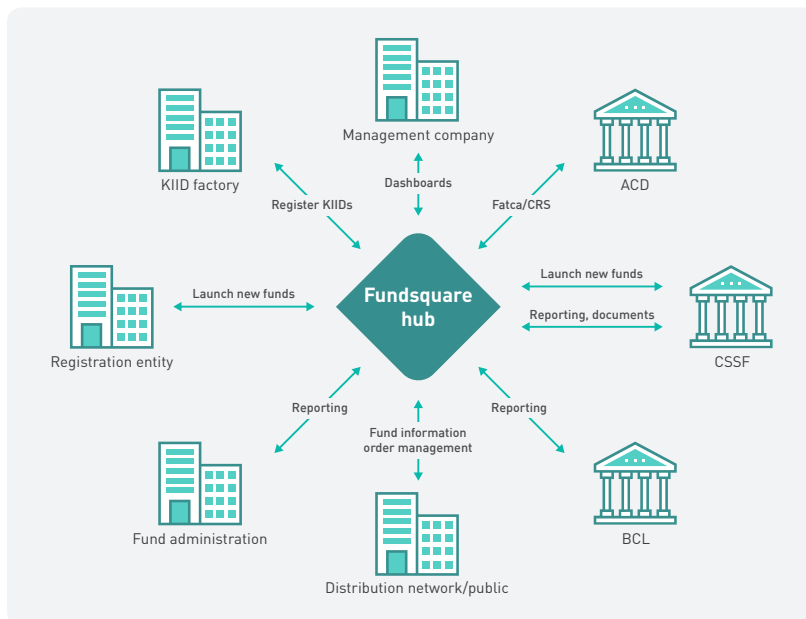 Management company
KIID factory
ACD
Dashboards
Register KIIDs
Fatca/CRS
Launch new funds
Launch new funds
Fundsquare
hub
Reporting, documents
Registration entity
CSSF
Reporting
Reporting
Fund information
order management
Fund administration
BCL
Distribution network/public